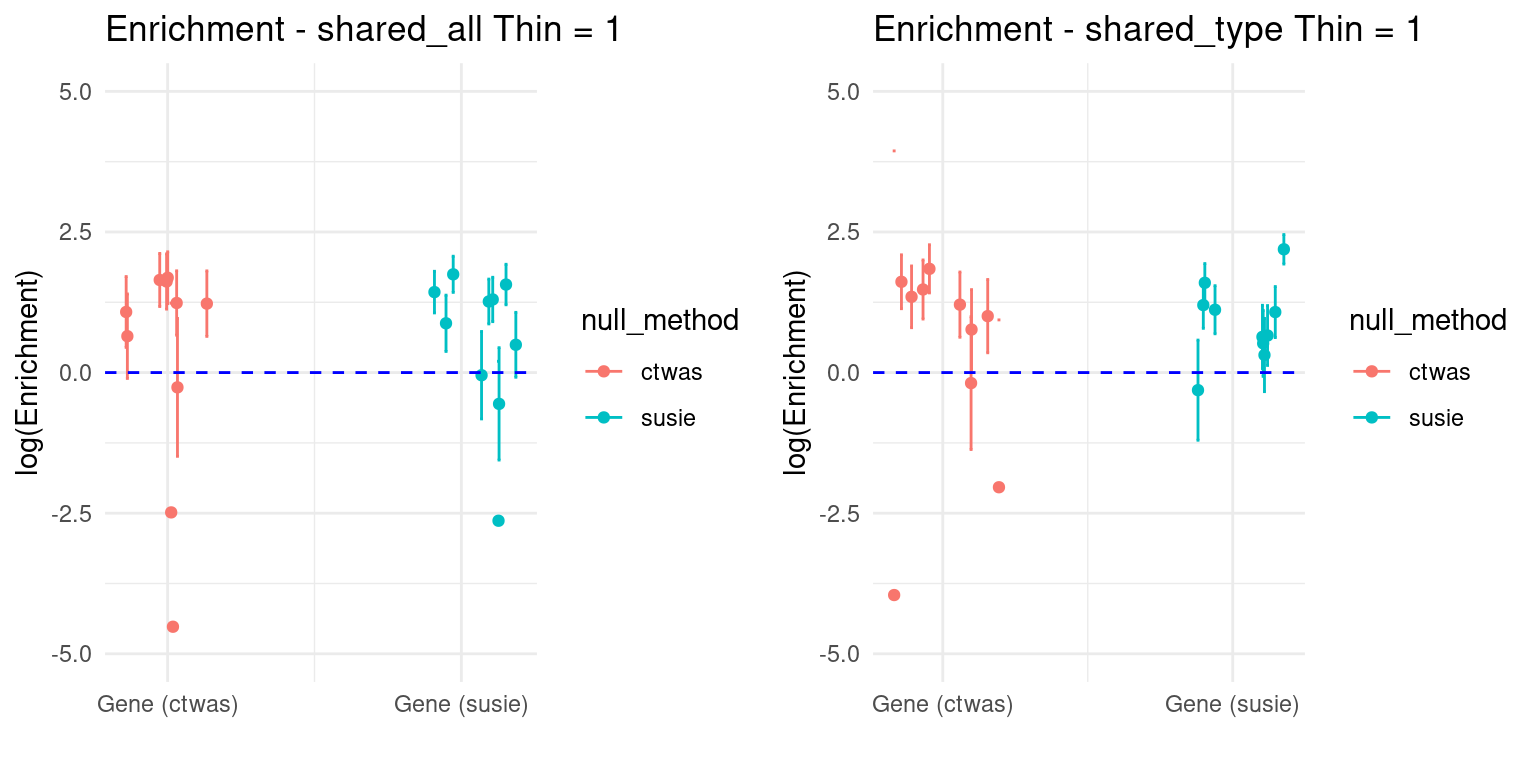 Enrichment - shared_all Thin = 1
log(Enrichment)
5.0
2.5
0.0
-2.5
-5.0
Gene (ctwas)
Gene (susie)
null_method
ctwas
susie
Enrichment - shared_type Thin = 1
log(Enrichment)
5.0
2.5
0.0
-2.5
-5.0
Gene (ctwas)
Gene (susie)
null_method
ctwas
susie